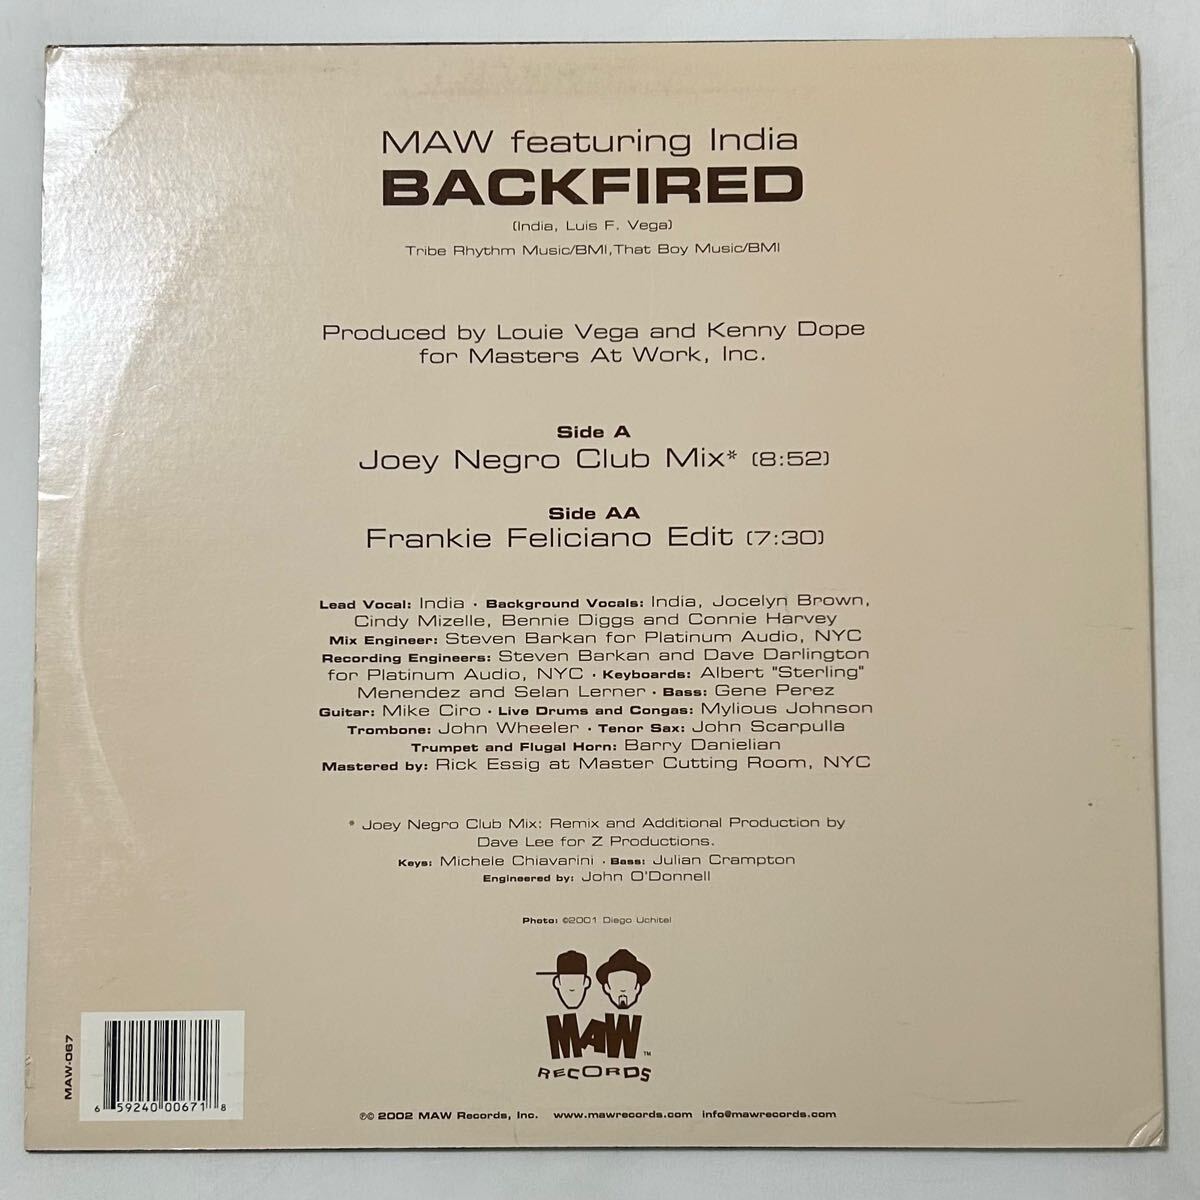 MAW featuring India
BACKFIRED
(India, Luis F. Vega)
Tribe Rhythm Music/BMI, That Boy Music/BMI
Produced by Louie Vega and Kenny Dope
for Masters At Work, Inc.
Side A
Joey Negro Club Mix* (8:52)
Side AA
Frankie Feliciano Edit (7:30)
Lead Vocal: India · Background Vocals: India, Jocelyn Brown,
Cindy Mizelle, Bennie Diggs and Connie Harvey
Mix Engineer: Steven Barkan for Platinum Audio, NYC
Recording Engineers: Steven Barkan and Dave Darlington
for Platinum Audio, NYC · Keyboards: Albert "Sterling"
Menendez and Selan Lerner · Bass: Gene Perez
Guitar: Mike Ciro · Live Drums and Congas: Mylious Johnson
Trombone: John Wheeler · Tenor Sax: John Scarpulla
Trumpet and Flugal Horn: Barry Danielian
Mastered by: Rick Essig at Master Cutting Room, NYC
* Joey Negro Club Mix: Remix and Additional Production by
Dave Lee for Z Productions.
Keys: Michele Chiavarini · Bass: Julian Crampton
Engineered by: John O'Donnell
Photo: ©2001 Diego Uchitel
MAW™
RECORDS
MAW-067
6 59240 00671 8
℗© 2002 MAW Records, Inc. www.mawrecords.com info@mawrecords.com